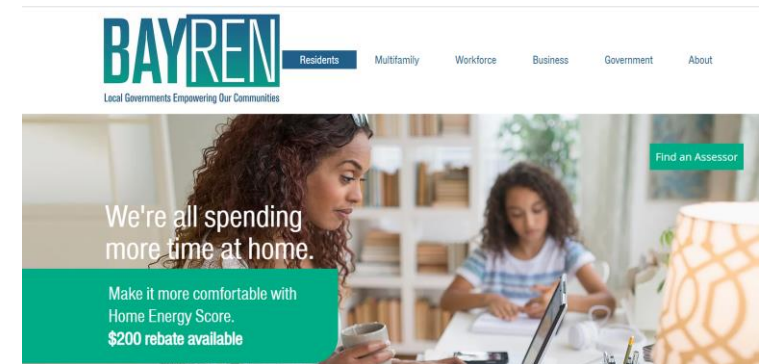 BAYREN
Local Governments Empowering Our Communities
Residents Multifamily Workforce Business Government About
Find an Assessor
We're all spending
more time at home.
Make it more comfortable with
Home Energy Score.
$200 rebate available